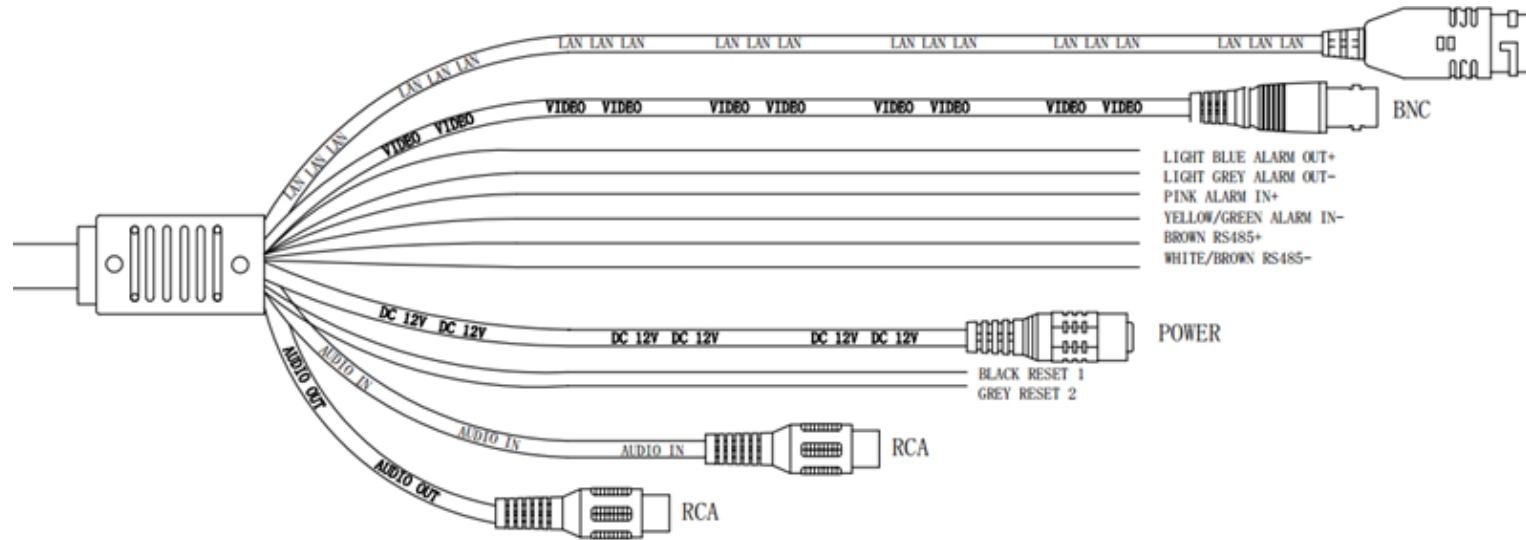 LAN LAN LAN LAN LAN LAN LAN LAN LAN LAN LAN LAN LAN LAN LAN LAN LAN LAN LAN LAN LAN
VIDEO VIDEO VIDEO VIDEO VIDEO VIDEO VIDEO VIDEO VIDEO VIDEO
BNC
LIGHT BLUE ALARM OUT+
LIGHT GREY ALARM OUT-
PINK ALARM IN+
YELLOW/GREEN ALARM IN-
BROWN RS485+
WHITE/BROWN RS485-
DC 12V DC 12V DC 12V DC 12V DC 12V DC 12V
POWER
BLACK RESET 1
GREY RESET 2
AUDIO IN AUDIO IN AUDIO IN
RCA
AUDIO OUT AUDIO OUT
RCA